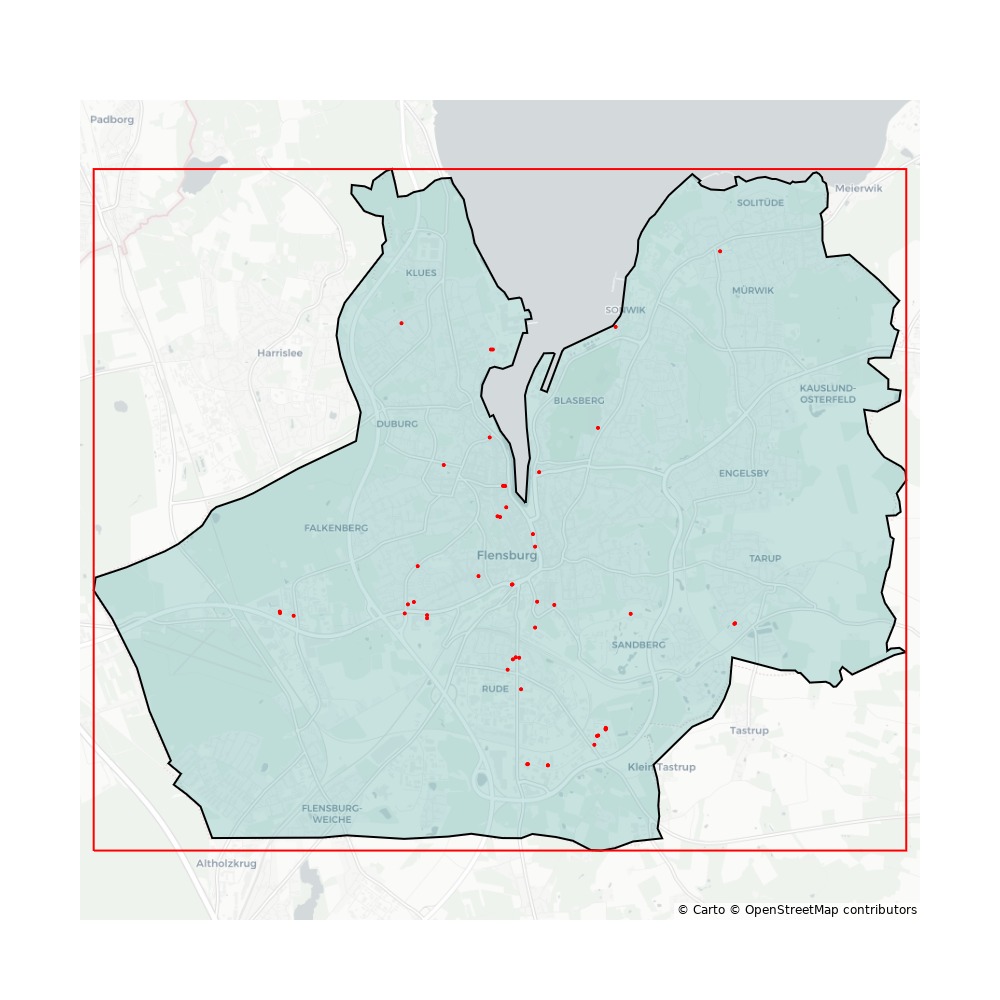 Padborg
Meierwik
SOLITÜDE
KLUES
MÜRWIK
SONWIK
Harrislee
KAUSLUND-
OSTERFELD
BLASBERG
DUBURG
ENGELSBY
FALKENBERG
Flensburg
TARUP
SANDBERG
RUDE
Tastrup
Klein Tastrup
FLENSBURG-
WEICHE
Altholzkrug
© Carto © OpenStreetMap contributors